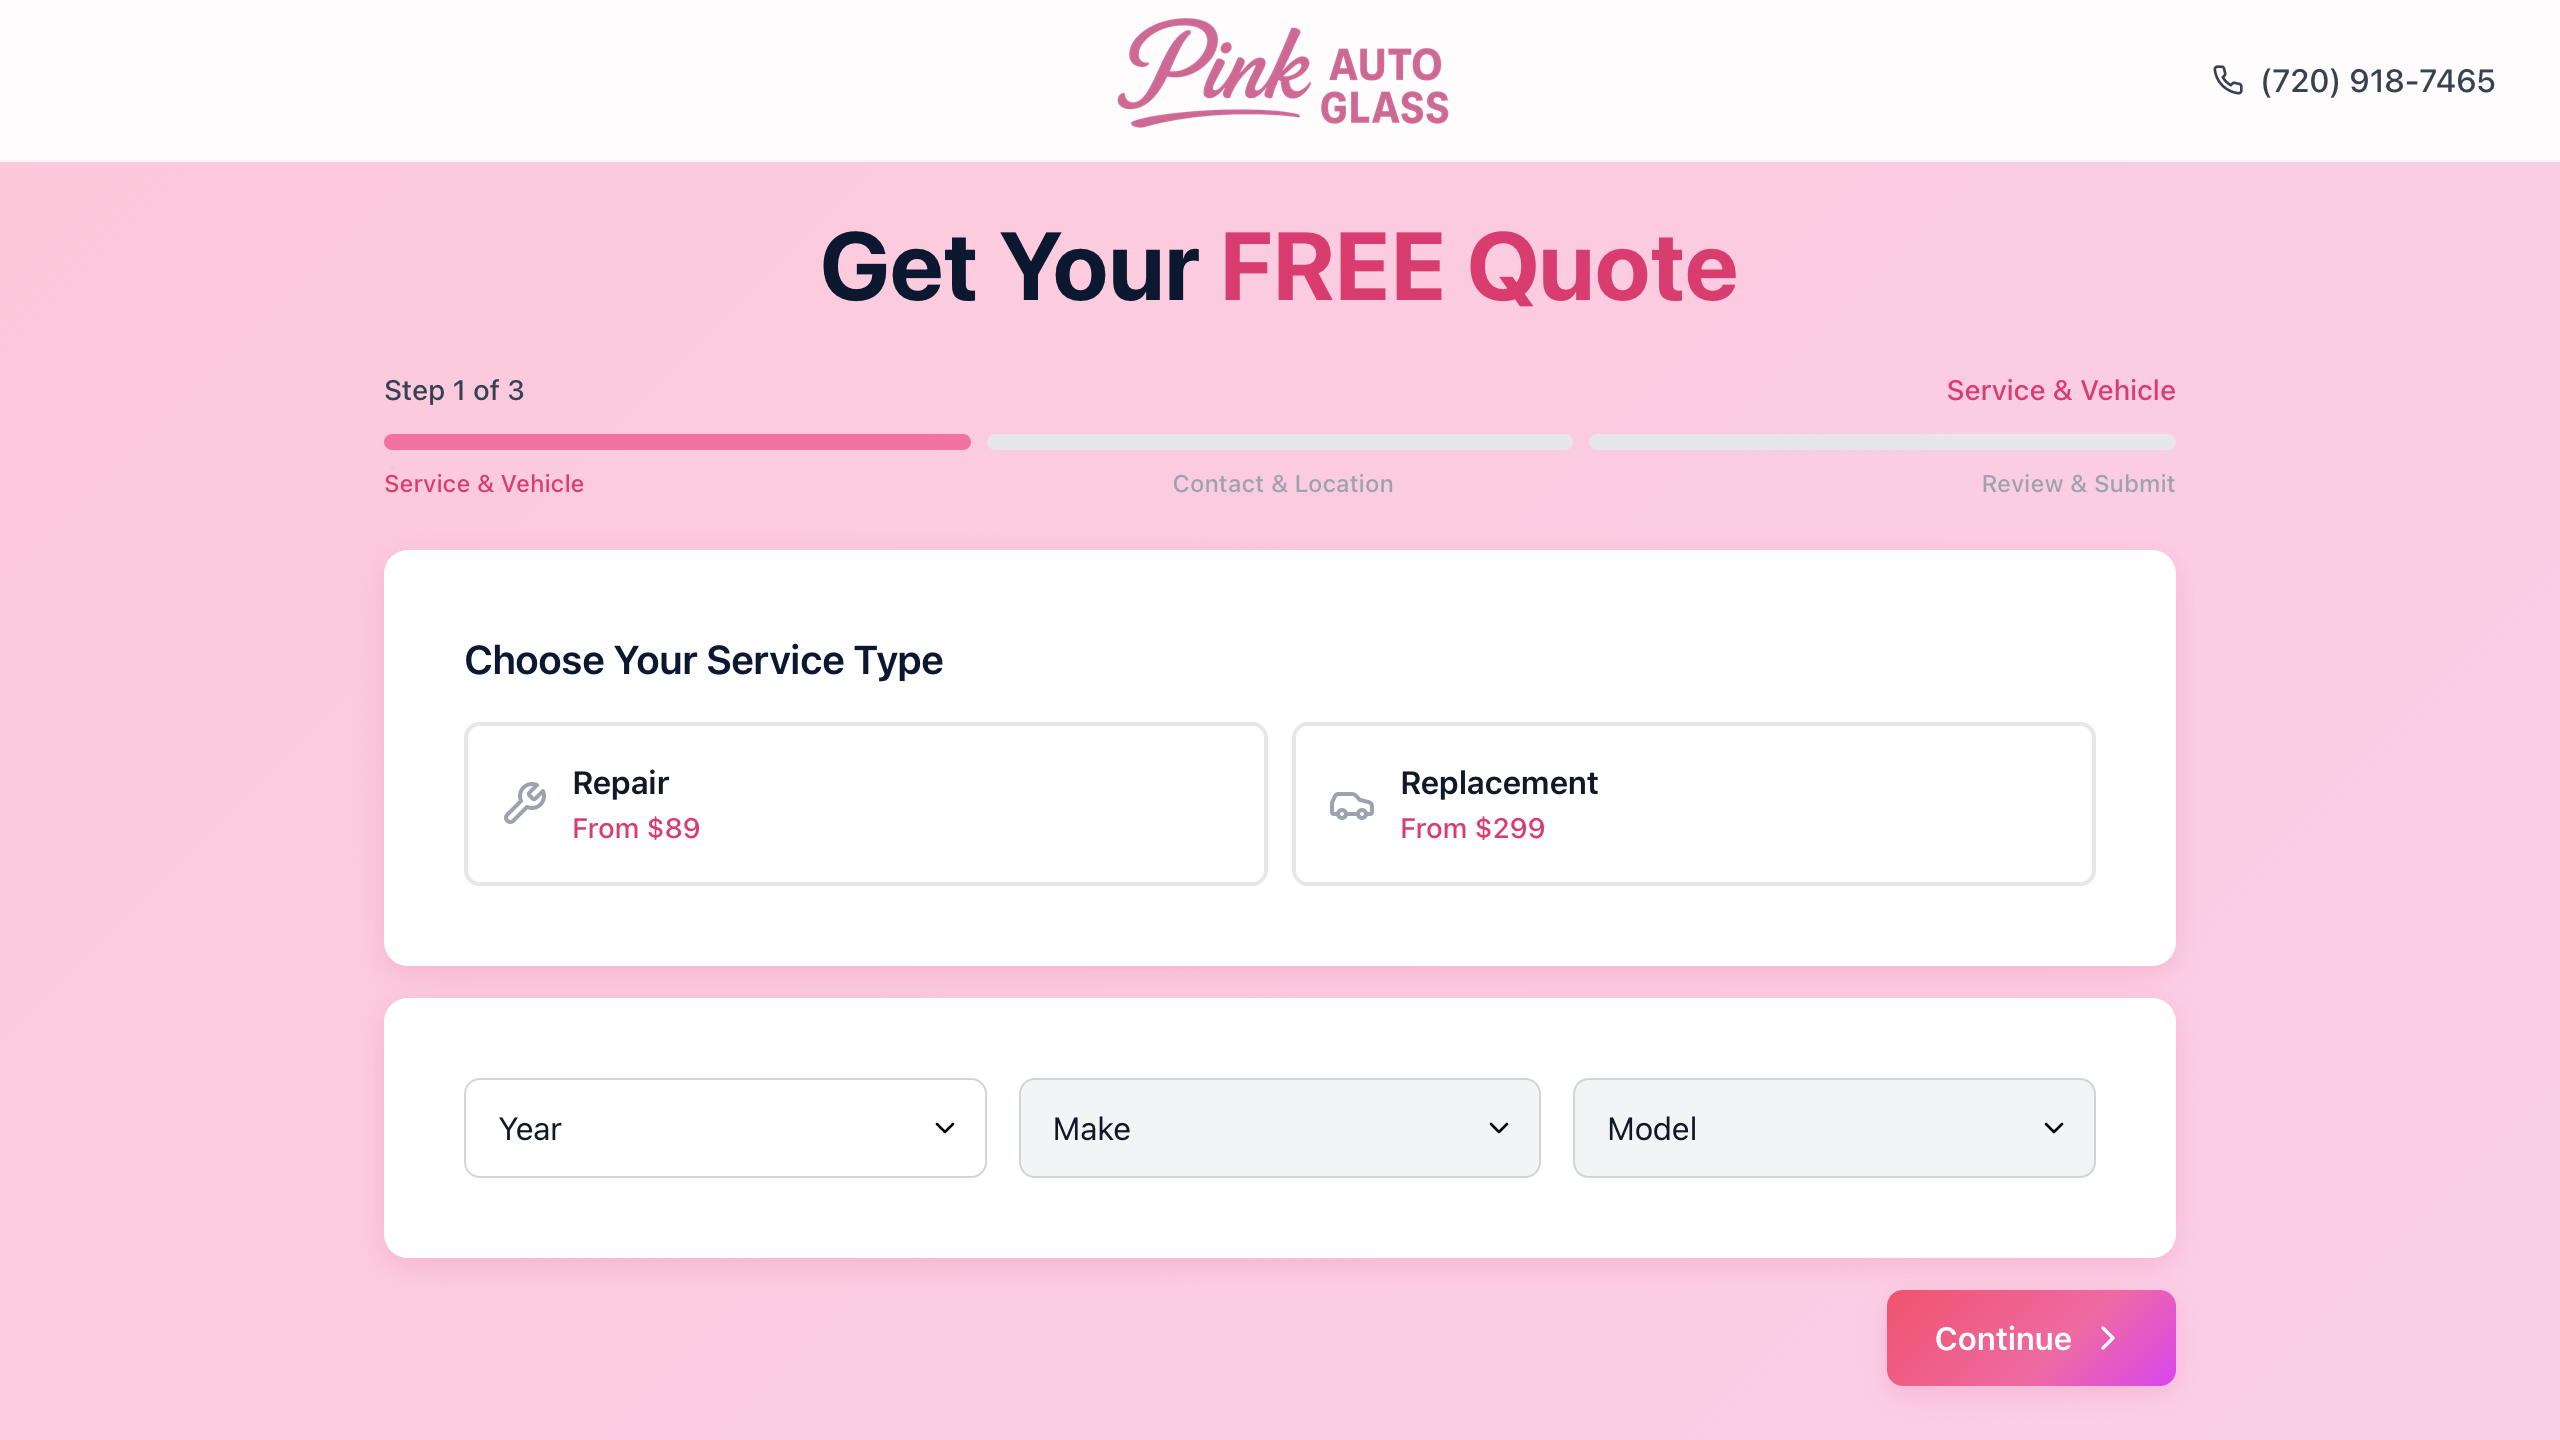 Pink AUTO GLASS
(720) 918-7465
Get Your FREE Quote
Step 1 of 3
Service & Vehicle
Service & Vehicle
Contact & Location
Review & Submit
Choose Your Service Type
Repair
From $89
Replacement
From $299
Year
Make
Model
Continue